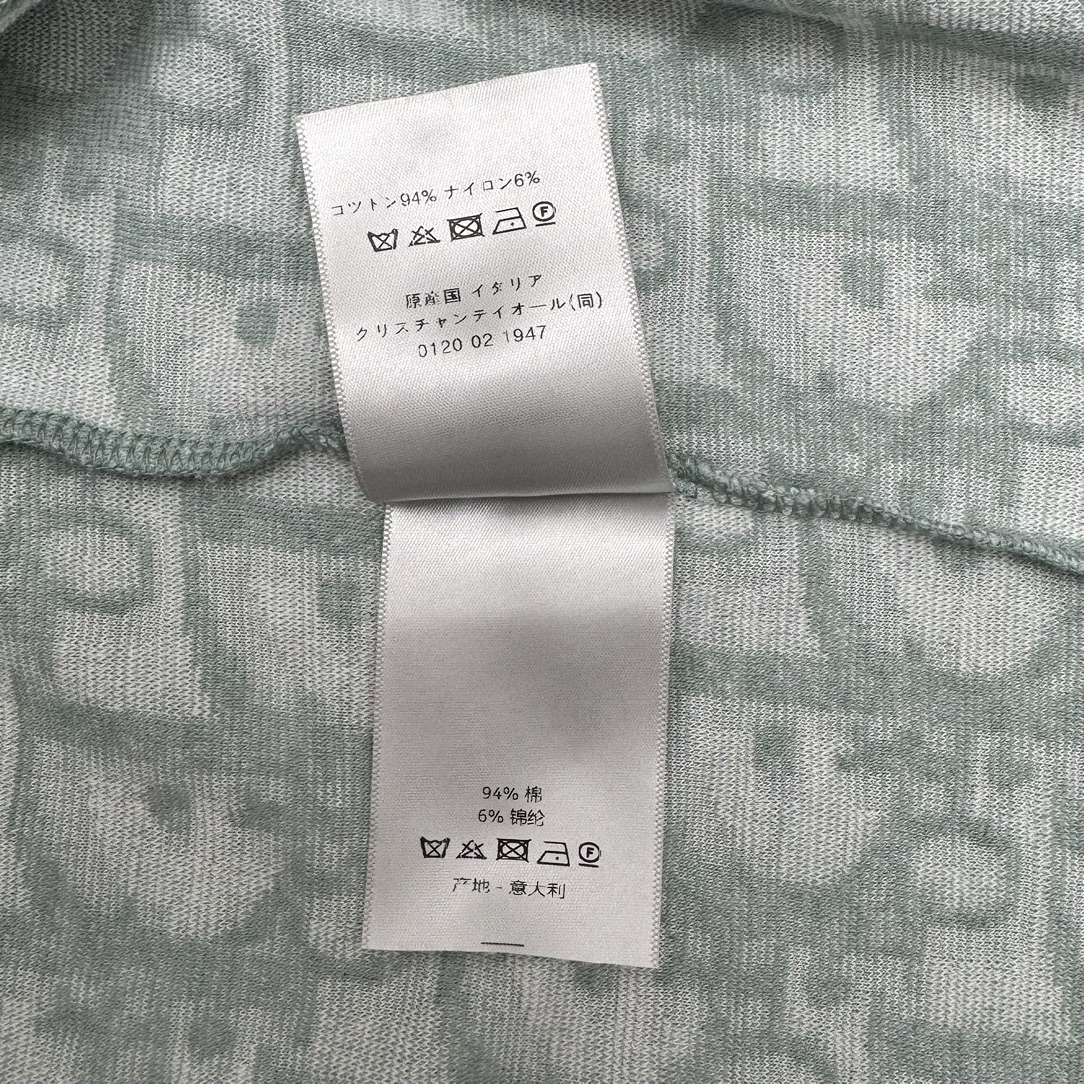 コットン94% ナイロン6%
F
原産国 イタリア
クリスチャンディオール(同)
0120 02 1947
94% 棉
6% 锦纶
F
产地 - 意大利